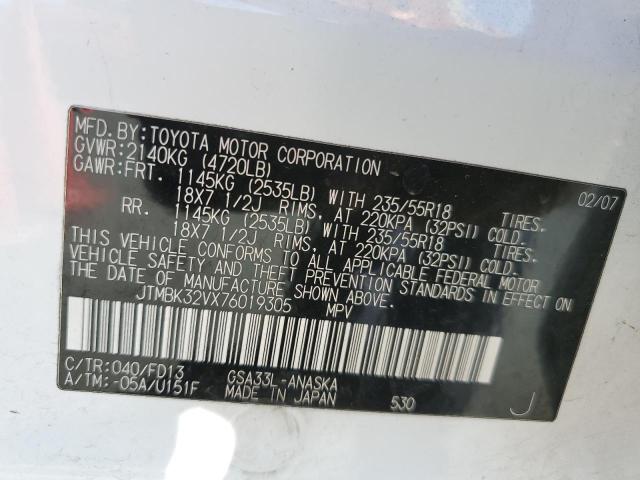 MFD. BY: TOYOTA MOTOR CORPORATION 02/07
GVWR: 2140KG (4720LB)
GAWR: FRT. 1145KG (2535LB) WITH 235/55R18 TIRES.
18X7 1/2J RIMS. AT 220KPA (32PSI) COLD.
RR. 1145KG (2535LB) WITH 235/55R18 TIRES.
18X7 1/2J RIMS. AT 220KPA (32PSI) COLD.
THIS VEHICLE CONFORMS TO ALL APPLICABLE FEDERAL MOTOR
VEHICLE SAFETY AND THEFT PREVENTION STANDARDS IN EFFECT ON
THE DATE OF MANUFACTURE SHOWN ABOVE.
JTMBK32VX76019305 MPV
C/TR: 040/FD13 GSA33L-ANASKA
A/TM: -05A/U151F MADE IN JAPAN 530 J